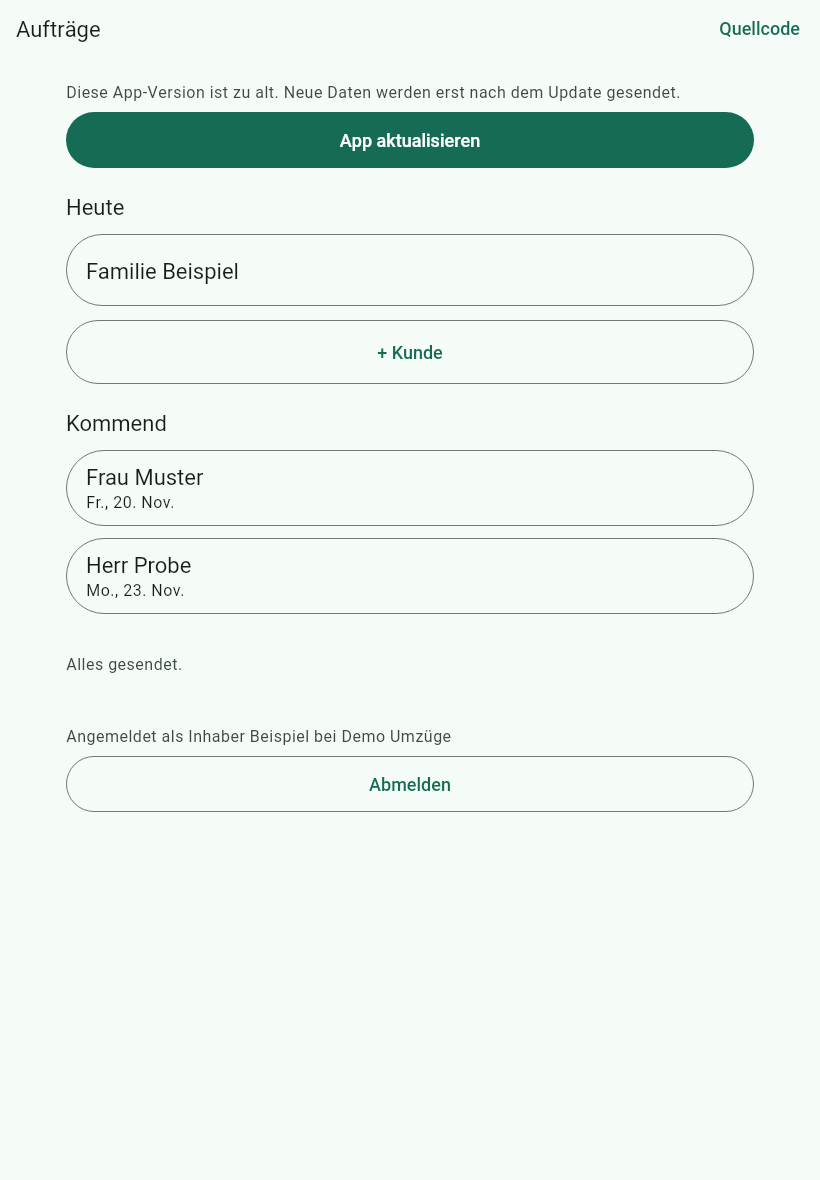 Aufträge
Quellcode
Diese App-Version ist zu alt. Neue Daten werden erst nach dem Update gesendet.
App aktualisieren
Heute
Familie Beispiel
+ Kunde
Kommend
Frau Muster
Fr., 20. Nov.
Herr Probe
Mo., 23. Nov.
Alles gesendet.
Angemeldet als Inhaber Beispiel bei Demo Umzüge
Abmelden